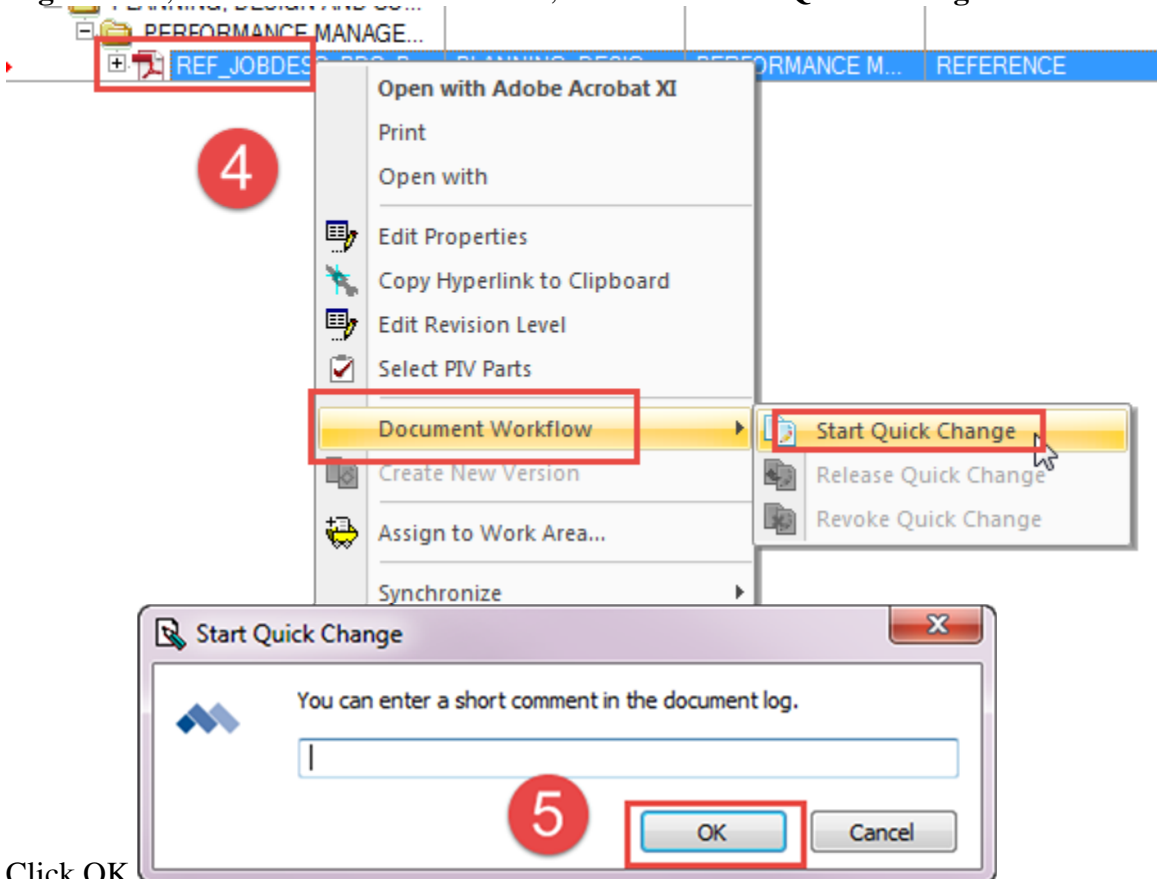 PERFORMANCE MANAGE...
REF_JOBDES PERFORMANCE M... REFERENCE
Open with Adobe Acrobat XI
Print
4
Open with
Edit Properties
Copy Hyperlink to Clipboard
Edit Revision Level
Select PIV Parts
Document Workflow
Start Quick Change
Create New Version
Release Quick Change
Revoke Quick Change
Assign to Work Area...
Synchronize
Start Quick Change
You can enter a short comment in the document log.
5
OK Cancel
Click OK